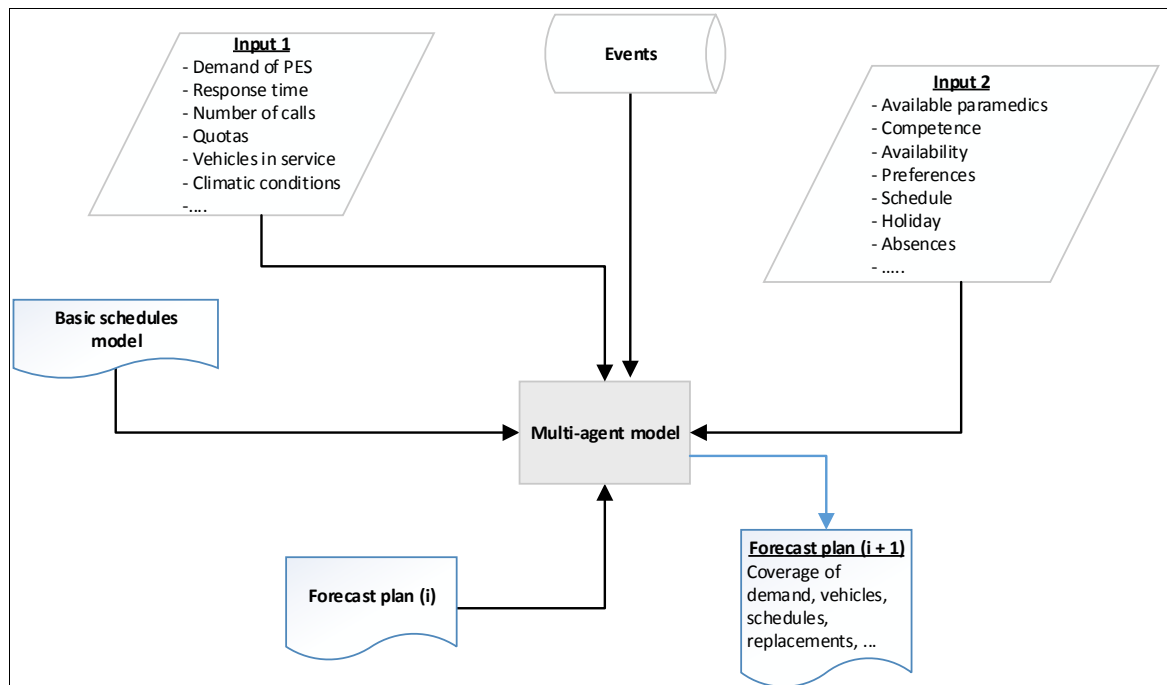 Input 1
- Demand of PES
- Response time
- Number of calls
- Quotas
- Vehicles in service
- Climatic conditions
-....
Events
Input 2
- Available paramedics
- Competence
- Availability
- Preferences
- Schedule
- Holiday
- Absences
- .....
Basic schedules
model
Multi-agent model
Forecast plan (i)
Forecast plan (i + 1)
Coverage of
demand, vehicles,
schedules,
replacements, ...